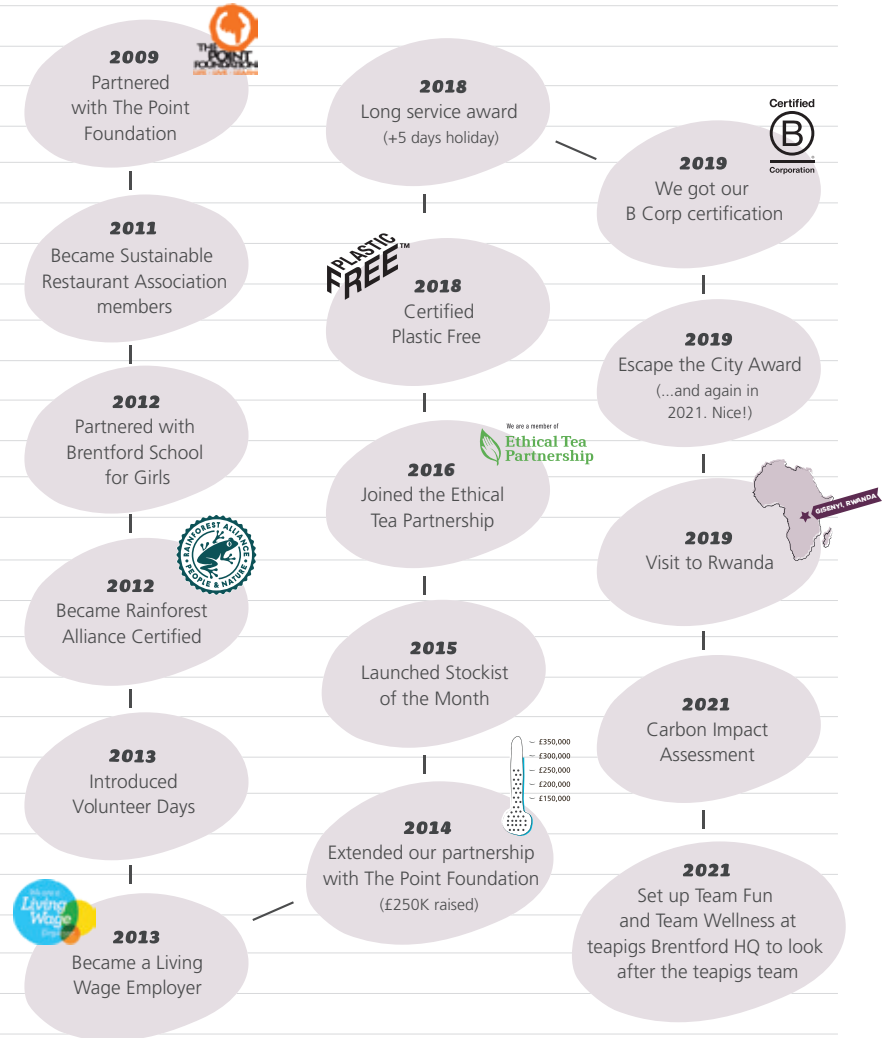 THE
POINT
FOUNDATION
2009
Partnered
with The Point
Foundation
2011
Became Sustainable
Restaurant Association
members
2012
Partnered with
Brentford School
for Girls
RAINFOREST ALLIANCE
PEOPLE & NATURE
2012
Became Rainforest
Alliance Certified
2013
Introduced
Volunteer Days
Living
Wage
2013
Became a Living
Wage Employer
£350,000
£300,000
£250,000
£200,000
£150,000
2014
Extended our partnership
with The Point Foundation
(£250K raised)
2015
Launched Stockist
of the Month
We are a member of
Ethical Tea
Partnership
2016
Joined the Ethical
Tea Partnership
PLASTIC
FREE™
2018
Certified
Plastic Free
2018
Long service award
(+5 days holiday)
Certified
B
Corporation
2019
We got our
B Corp certification
2019
Escape the City Award
(...and again in
2021. Nice!)
GISENYI, RWANDA
2019
Visit to Rwanda
2021
Carbon Impact
Assessment
2021
Set up Team Fun
and Team Wellness at
teapigs Brentford HQ to look
after the teapigs team